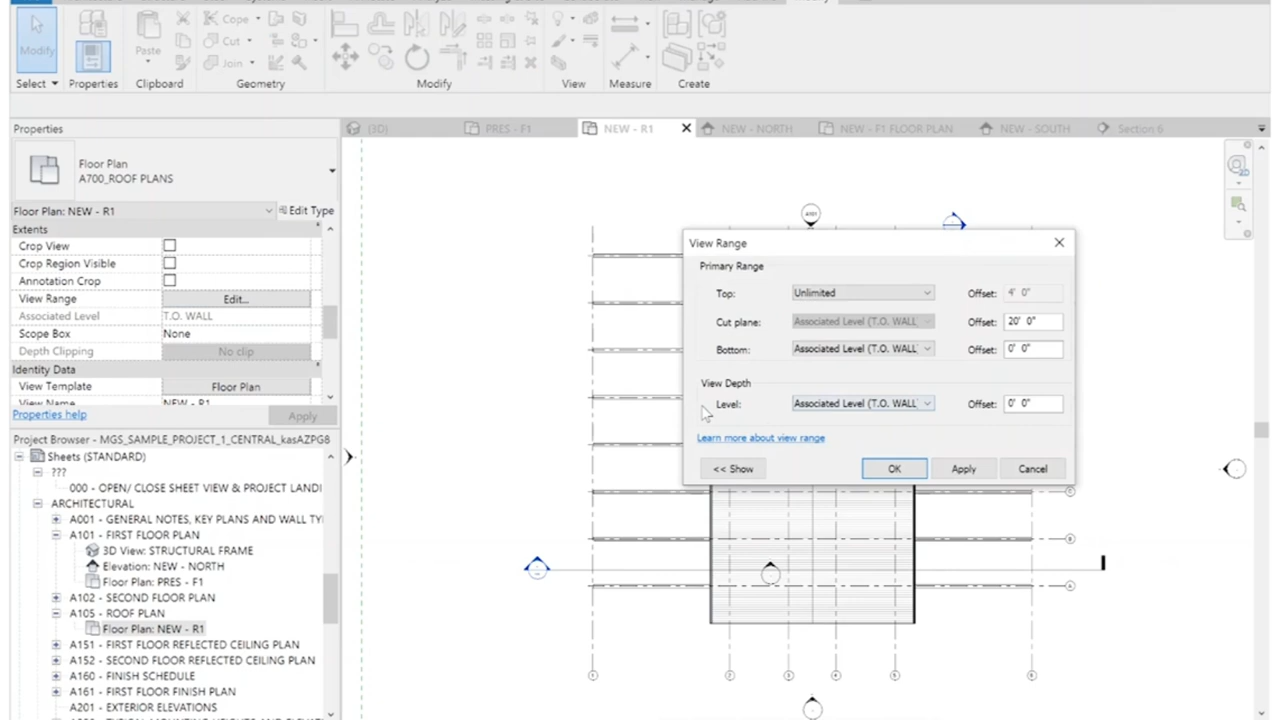 Modify
Select
Properties
Paste
Clipboard
Cope
Cut
Join
Geometry
Modify
View
Measure
Create
Properties
(3D)
PRES - F1
NEW - R1
NEW - NORTH
NEW - F1 FLOOR PLAN
NEW - SOUTH
Section 6
Floor Plan
A700_ROOF PLANS
Floor Plan: NEW - R1
Edit Type
Extents
Crop View
Crop Region Visible
Annotation Crop
View Range
Edit...
Associated Level
T.O. WALL
Scope Box
None
Depth Clipping
No clip
Identity Data
View Template
Floor Plan
View Name
NEW - R1
Properties help
Apply
Project Browser - MGS_SAMPLE_PROJECT_1_CENTRAL_kasAZPG8
Sheets (STANDARD)
???
000 - OPEN/ CLOSE SHEET VIEW & PROJECT LANDI
ARCHITECTURAL
A001 - GENERAL NOTES, KEY PLANS AND WALL TY
A101 - FIRST FLOOR PLAN
3D View: STRUCTURAL FRAME
Elevation: NEW - NORTH
Floor Plan: PRES - F1
A102 - SECOND FLOOR PLAN
A105 - ROOF PLAN
Floor Plan: NEW - R1
A151 - FIRST FLOOR REFLECTED CEILING PLAN
A152 - SECOND FLOOR REFLECTED CEILING PLAN
A160 - FINISH SCHEDULE
A161 - FIRST FLOOR FINISH PLAN
A201 - EXTERIOR ELEVATIONS
A101
View Range
Primary Range
Top:
Unlimited
Offset:
4' 0"
Cut plane:
Associated Level (T.O. WALL
Offset:
20' 0"
Bottom:
Associated Level (T.O. WALL
Offset:
0' 0"
View Depth
Level:
Associated Level (T.O. WALL
Offset:
0' 0"
Learn more about view range
<< Show
OK
Apply
Cancel
C
B
A
1
2
3
4